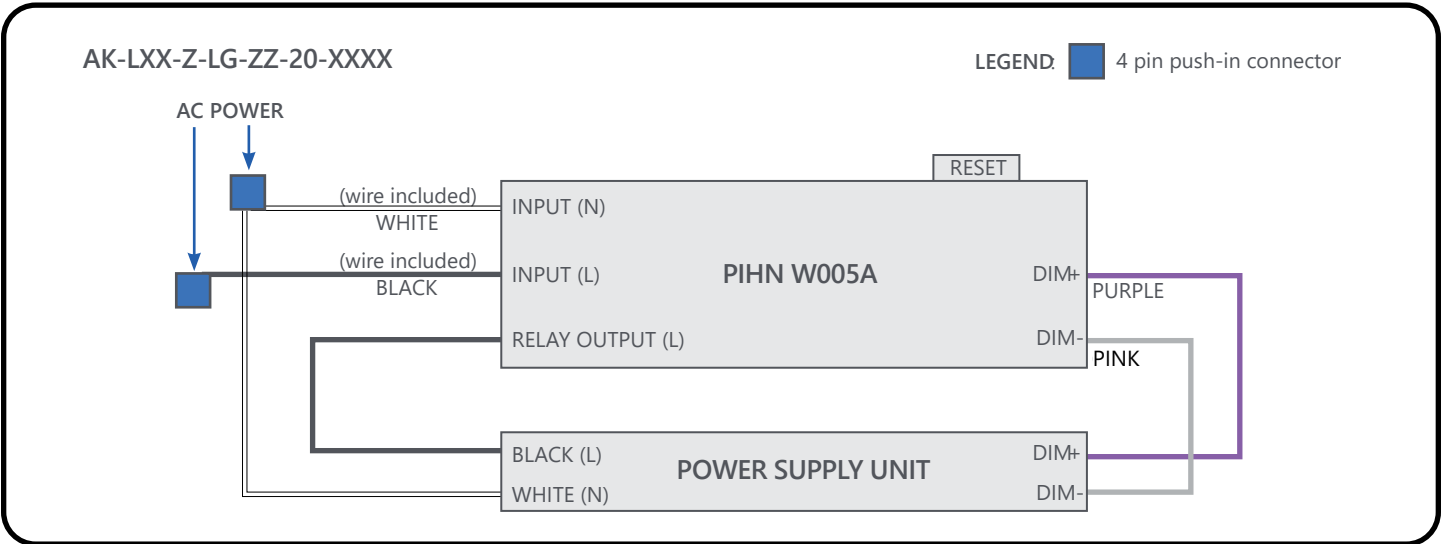 AK-LXX-Z-LG-ZZ-20-XXXX
LEGEND: 4 pin push-in connector
AC POWER
RESET
(wire included)
WHITE
INPUT (N)
(wire included)
BLACK
INPUT (L)
PIHN W005A
DIM+
PURPLE
RELAY OUTPUT (L)
DIM-
PINK
BLACK (L)
POWER SUPPLY UNIT
DIM+
WHITE (N)
DIM-